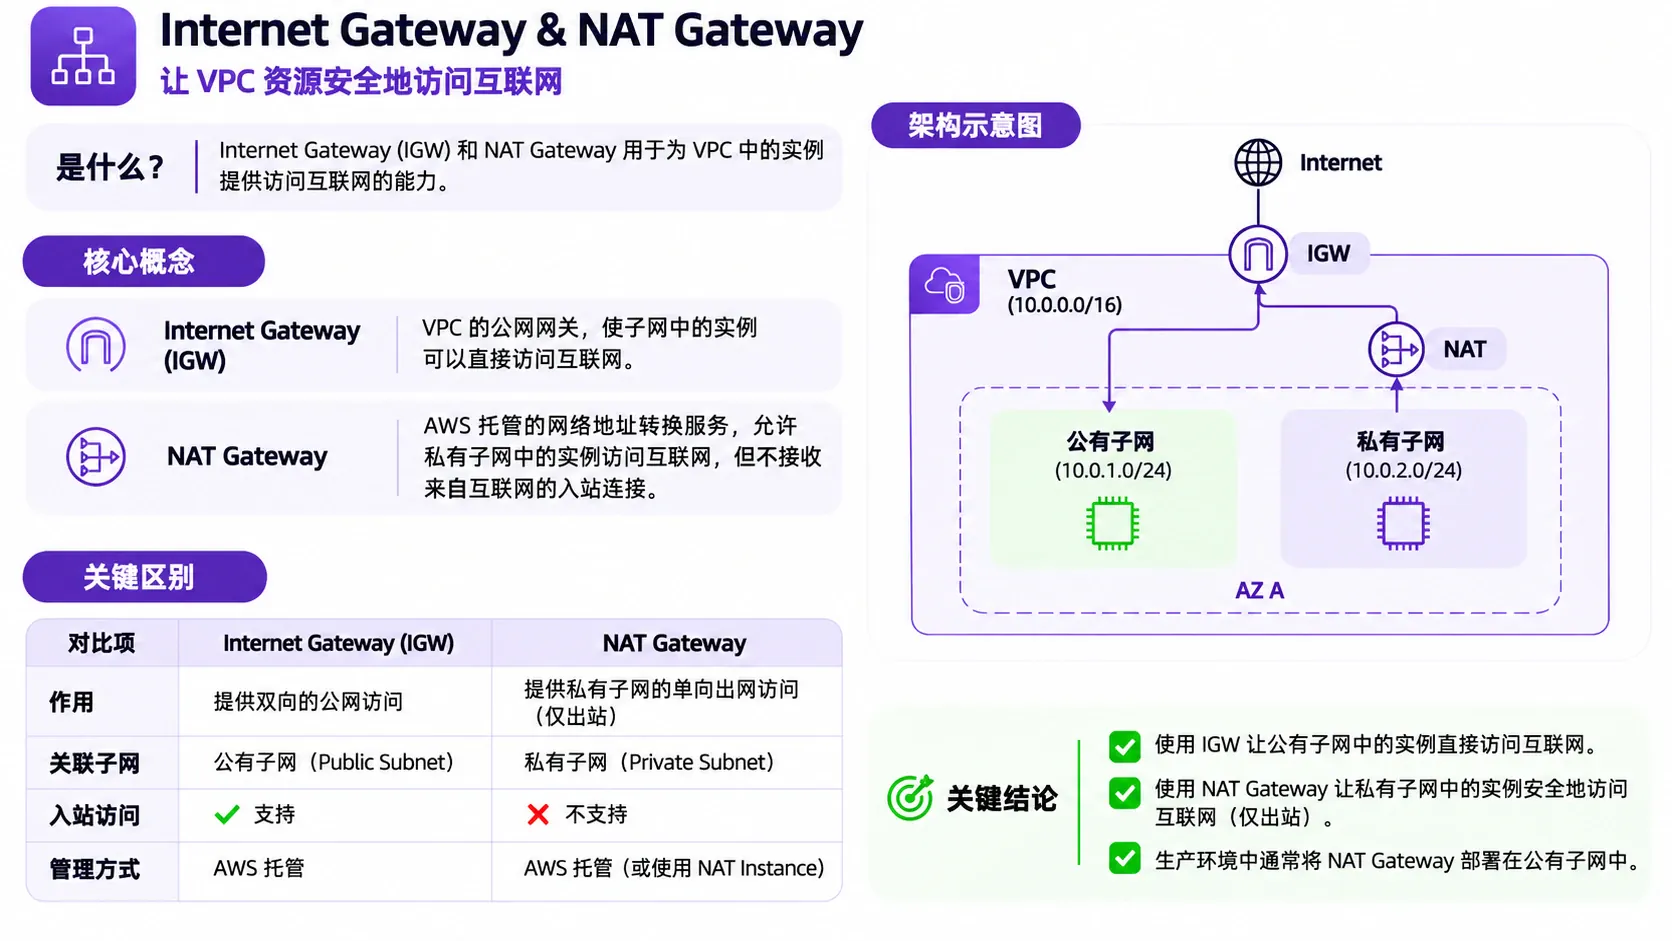 Internet Gateway & NAT Gateway
让 VPC 资源安全地访问互联网
是什么？
Internet Gateway (IGW) 和 NAT Gateway 用于为 VPC 中的实例
提供访问互联网的能力。
核心概念
Internet Gateway
(IGW)
VPC 的公网网关，使子网中的实例
可以直接访问互联网。
NAT Gateway
AWS 托管的网络地址转换服务，允许
私有子网中的实例访问互联网，但不接收
来自互联网的入站连接。
关键区别
对比项 Internet Gateway (IGW) NAT Gateway
作用 提供双向的公网访问 提供私有子网的单向出网访问
（仅出站）
关联子网 公有子网（Public Subnet） 私有子网（Private Subnet）
入站访问 支持 不支持
管理方式 AWS 托管 AWS 托管（或使用 NAT Instance）
架构示意图
Internet
IGW
VPC
(10.0.0.0/16)
NAT
公有子网
(10.0.1.0/24)
私有子网
(10.0.2.0/24)
AZ A
关键结论
使用 IGW 让公有子网中的实例直接访问互联网。
使用 NAT Gateway 让私有子网中的实例安全地访问
互联网（仅出站）。
生产环境中通常将 NAT Gateway 部署在公有子网中。